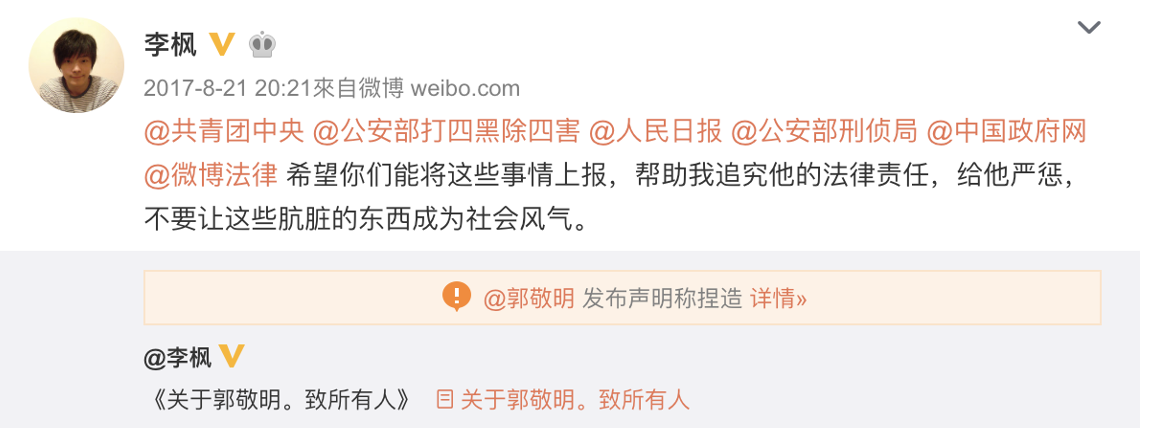 李枫
2017-8-21 20:21來自微博 weibo.com
@共青团中央 @公安部打四黑除四害 @人民日报 @公安部刑侦局 @中国政府网
@微博法律 希望你们能将这些事情上报，帮助我追究他的法律责任，给他严惩，
不要让这些肮脏的东西成为社会风气。
@郭敬明 发布声明称捏造 详情»
@李枫
《关于郭敬明。致所有人》 关于郭敬明。致所有人